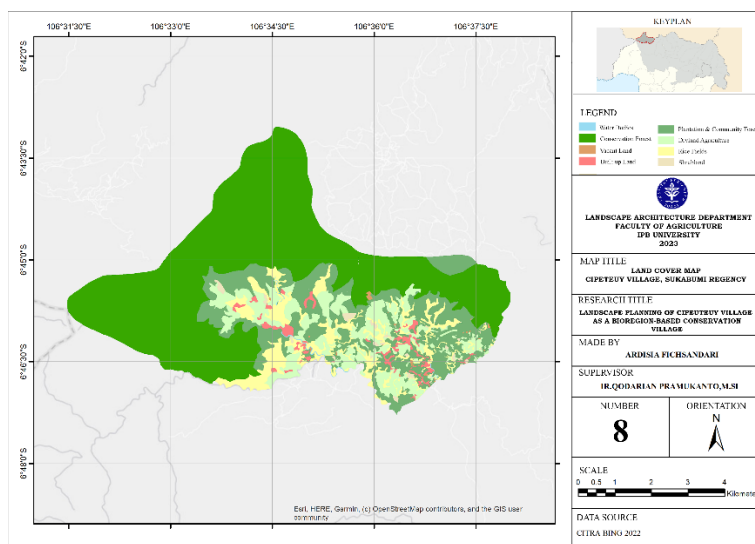 106°31'30"E 106°33'0"E 106°34'30"E 106°36'0"E 106°37'30"E
6°42'0"S
6°43'30"S
6°45'0"S
6°46'30"S
6°48'0"S
Esri, HERE, Garmin, (c) OpenStreetMap contributors, and the GIS user
community
KEYPLAN
LEGEND
Water Bodies
Conservation Forest
Vacant Land
Built-up Land
Plantation & Community Forest
Dryland Agriculture
Rice Fields
Shrubland
LANDSCAPE ARCHITECTURE DEPARTMENT
FACULTY OF AGRICULTURE
IPB UNIVERSITY
2023
MAP TITLE
LAND COVER MAP
CIPETEUY VILLAGE, SUKABUMI REGENCY
RESEARCH TITLE
LANDSCAPE PLANNING OF CIPEUTEUY VILLAGE
AS A BIOREGION-BASED CONSERVATION
VILLAGE
MADE BY
ARDISIA FICHSANDARI
SUPERVISOR
IR.QODARIAN PRAMUKANTO,M.SI
NUMBER
8
ORIENTATION
N
SCALE
0 0.5 1 2 3 4
Kilomete
DATA SOURCE
CITRA BING 2022